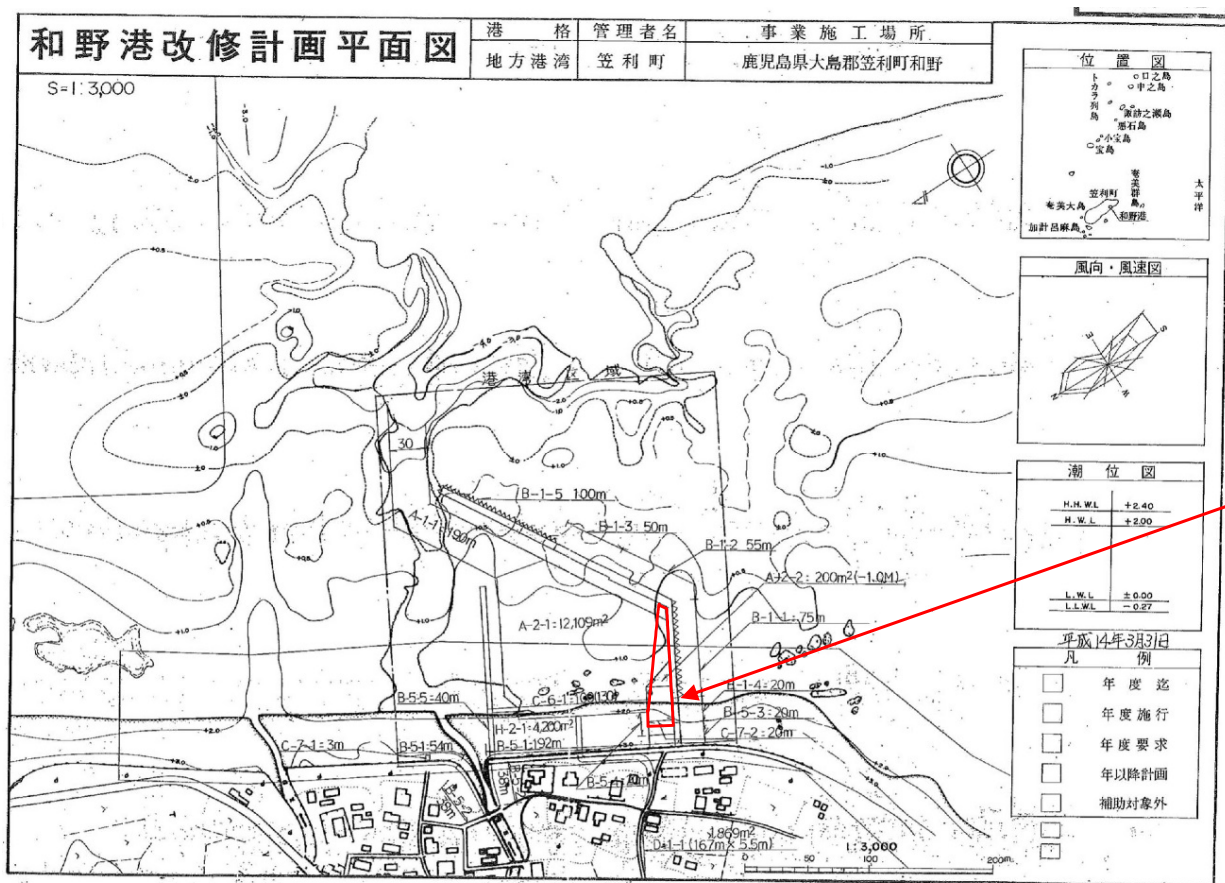 和野港改修計画平面図
港格
管理者名
事業施工場所
地方港湾
笠利町
鹿児島県大島郡笠利町和野
S=1:3,000
位置図
トカラ列島
口之島
中之島
諏訪之瀬島
悪石島
小宝島
宝島
奄美群島
太平洋
笠利町
奄美大島
和野港
加計呂麻島
風向・風速図
S
E
N
W
潮位図
H.H.W.L +2.40
H.W.L +2.00
L.W.L ±0.00
L.L.W.L -0.27
平成14年3月31日
凡例
年度迄
年度施行
年度要求
年以降計画
補助対象外
港湾区域
30
B-1-5 100m
A-1-1=190m
B-1-3 50m
B-1-2 55m
A-2-2=200m²(-1.0M)
B-1-1=75m
A-2-1=12,109m²
B-5-5=40m
B-1-4=20m
B-5-3=29m
H-2-1=4,200m²
C-7-1=3m
B-5-1=54m
B-5-1=192m
C-7-2=20m
1,869m²
D-1-1(167m×5.5m)
1:3,000
0 50 100 200m